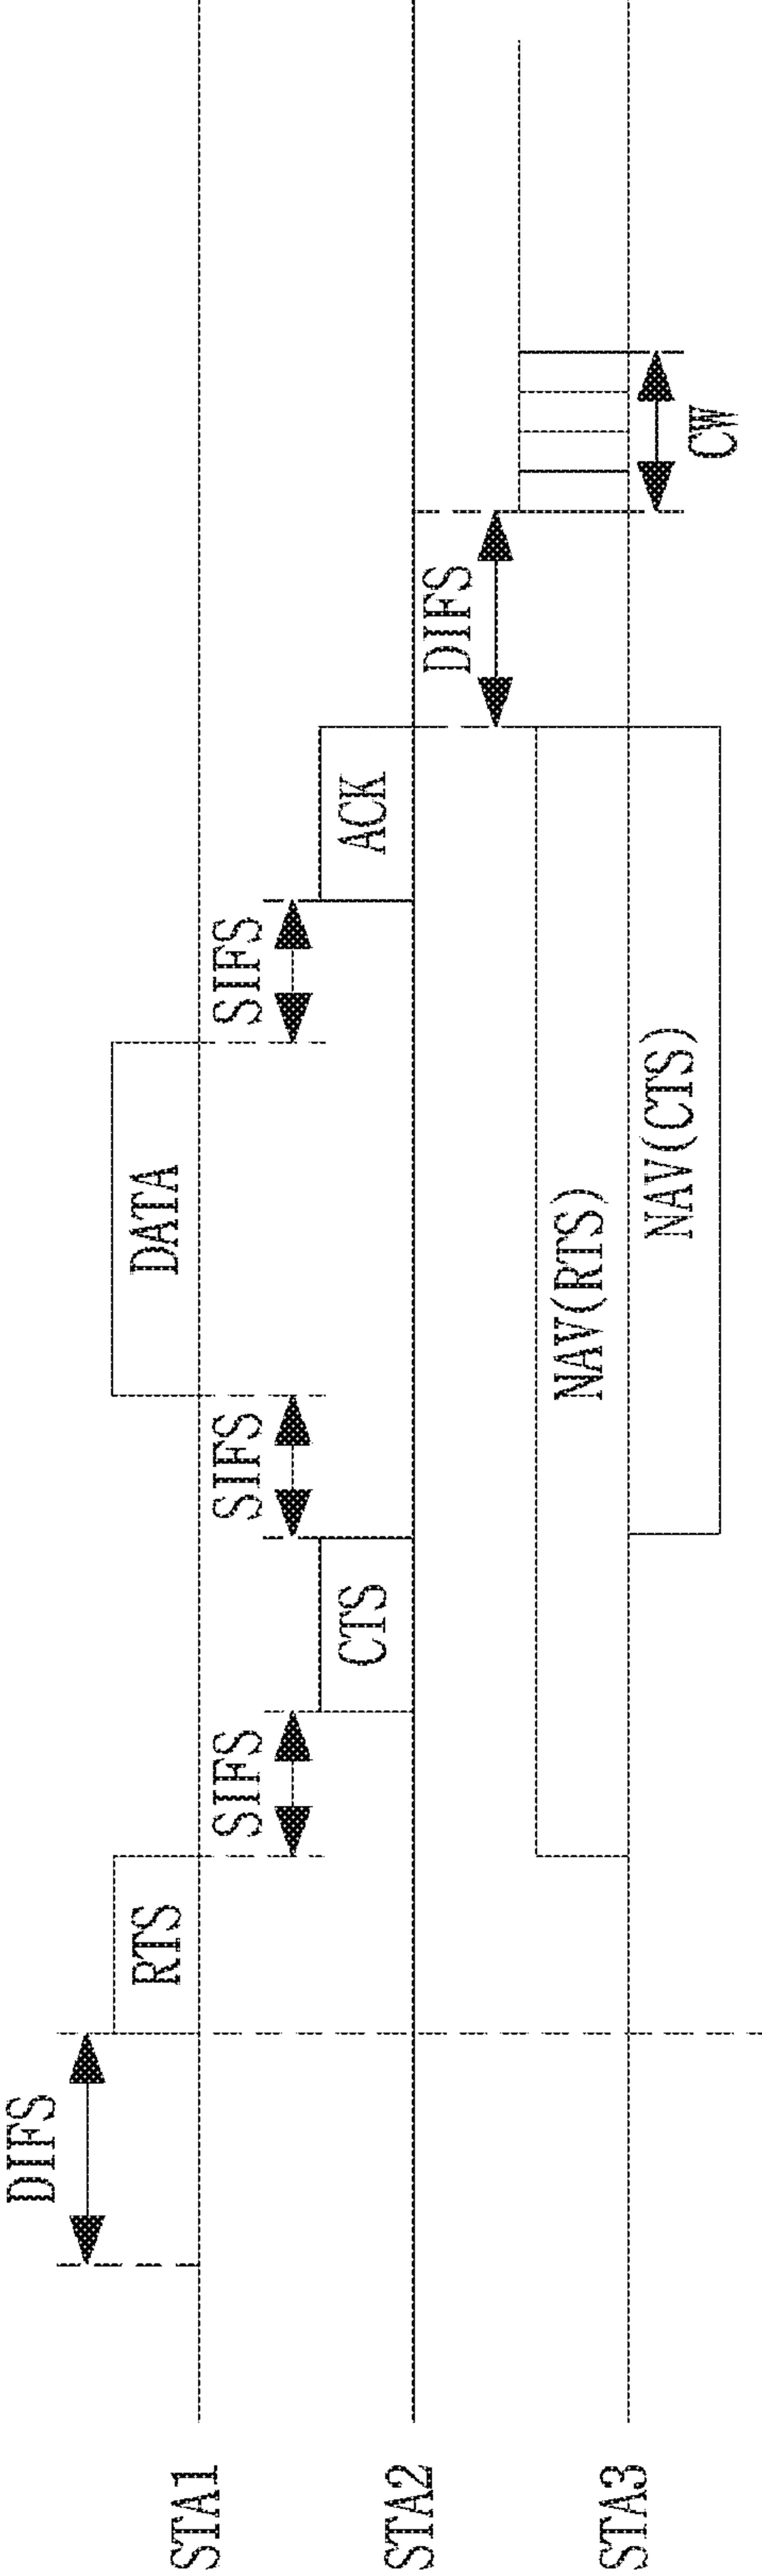 DIFS
STA1
RTS
DATA
SIFS
SIFS
SIFS
STA2
CTS
ACK
DIFS
STA3
NAV(RTS)
NAV(CTS)
CW